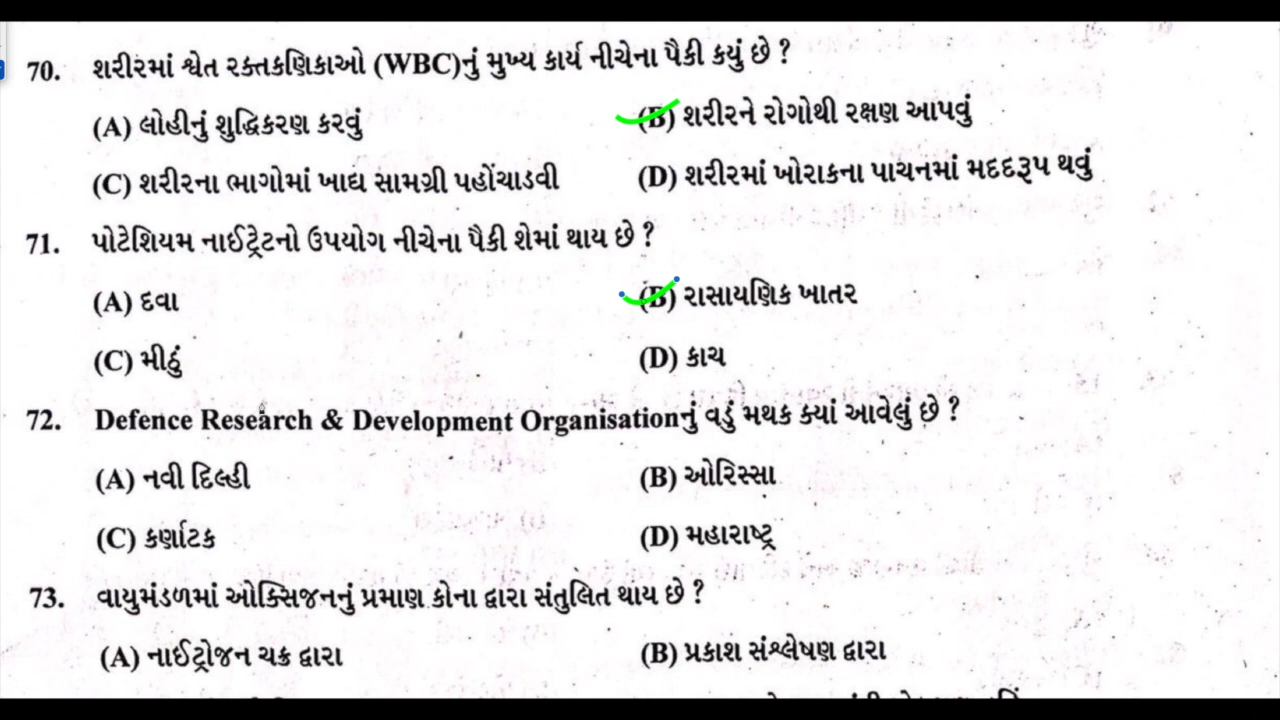 70. શરીરમાં શ્વેત રક્તકણિકાઓ (WBC)નું મુખ્ય કાર્ય નીચેના પૈકી કયું છે ?
(A) લોહીનું શુદ્ધિકરણ કરવું (B) શરીરને રોગોથી રક્ષણ આપવું
(C) શરીરના ભાગોમાં ખાદ્ય સામગ્રી પહોંચાડવી (D) શરીરમાં ખોરાકના પાચનમાં મદદરૂપ થવું
71. પોટેશિયમ નાઈટ્રેટનો ઉપયોગ નીચેના પૈકી શેમાં થાય છે ?
(A) દવા (B) રાસાયણિક ખાતર
(C) મીઠું (D) કાચ
72. Defence Research & Development Organisationનું વડું મથક ક્યાં આવેલું છે ?
(A) નવી દિલ્હી (B) ઓરિસ્સા
(C) કર્ણાટક (D) મહારાષ્ટ્ર
73. વાયુમંડળમાં ઓક્સિજનનું પ્રમાણ કોના દ્વારા સંતુલિત થાય છે ?
(A) નાઈટ્રોજન ચક્ર દ્વારા (B) પ્રકાશ સંશ્લેષણ દ્વારા